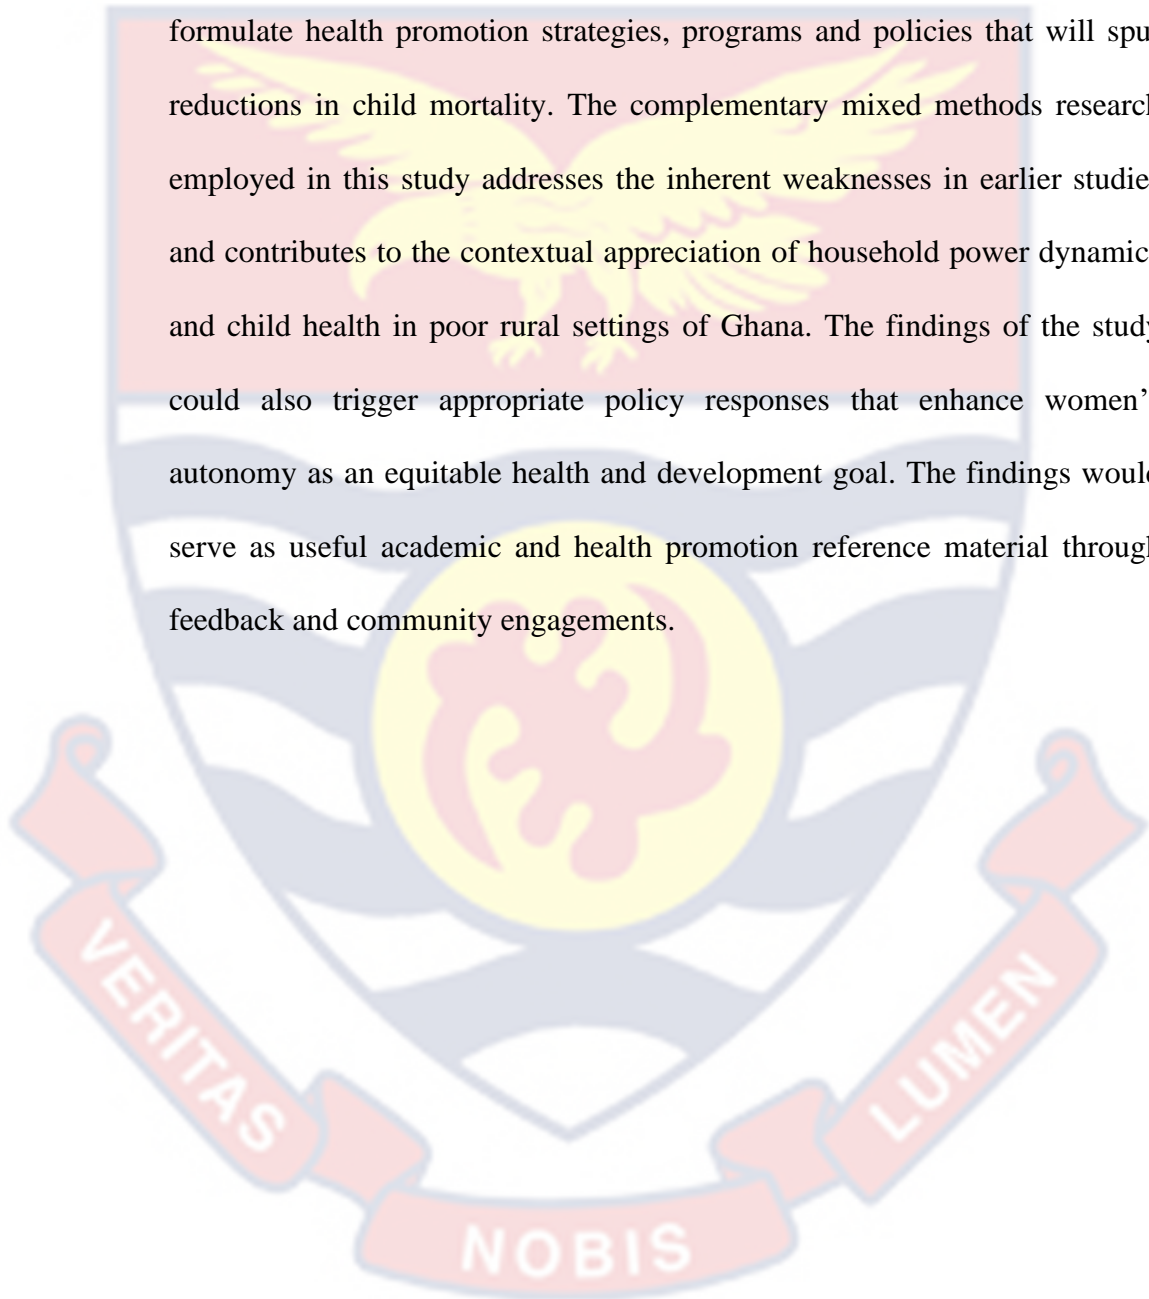 formulate health promotion strategies, programs and policies that will spu
reductions in child mortality. The complementary mixed methods research
employed in this study addresses the inherent weaknesses in earlier studie
and contributes to the contextual appreciation of household power dynamic
and child health in poor rural settings of Ghana. The findings of the study
could also trigger appropriate policy responses that enhance women’
autonomy as an equitable health and development goal. The findings would
serve as useful academic and health promotion reference material through
feedback and community engagements.
VERITAS
NOBIS
LUMEN